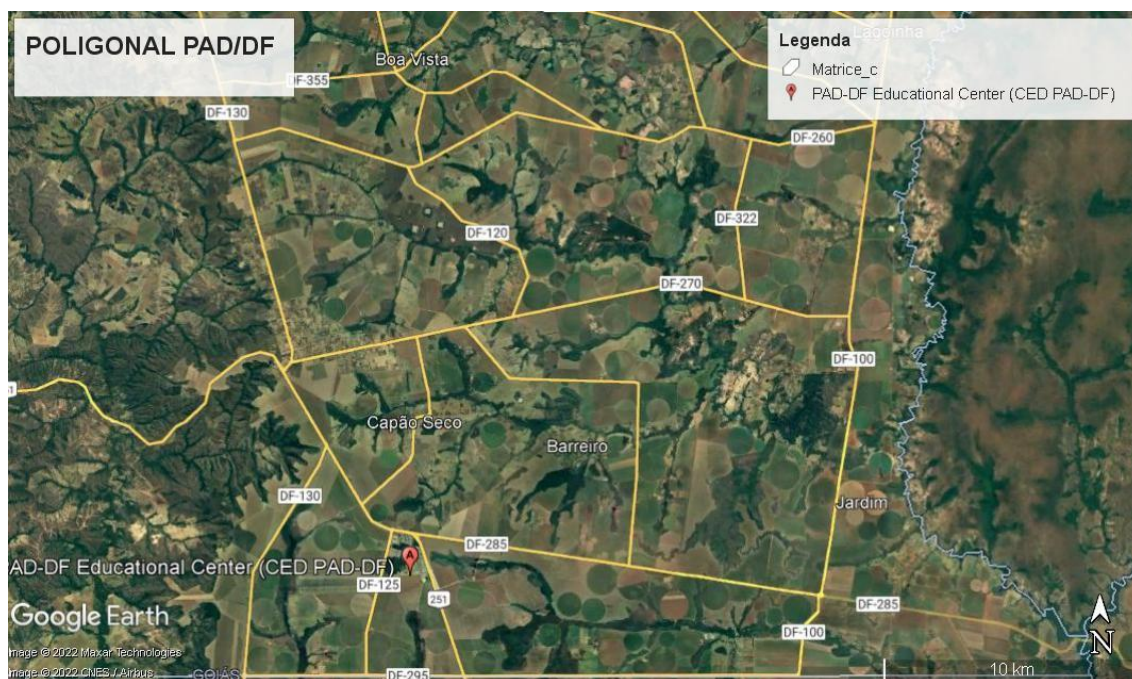 POLIGONAL PAD/DF
Legenda
Matrice_c
PAD-DF Educational Center (CED PAD-DF)
Lagoinha
Boa Vista
DF-355
DF-130
DF-260
DF-322
DF-120
DF-270
DF-100
Capão Seco
Barreiro
DF-130
Jardim
DF-285
A
AD-DF Educational Center (CED PAD-DF)
DF-125
251
DF-285
Google Earth
DF-100
N
Image © 2022 Maxar Technologies
Image © 2022 CNES / Airbus
GOIÁS
DF-295
10 km